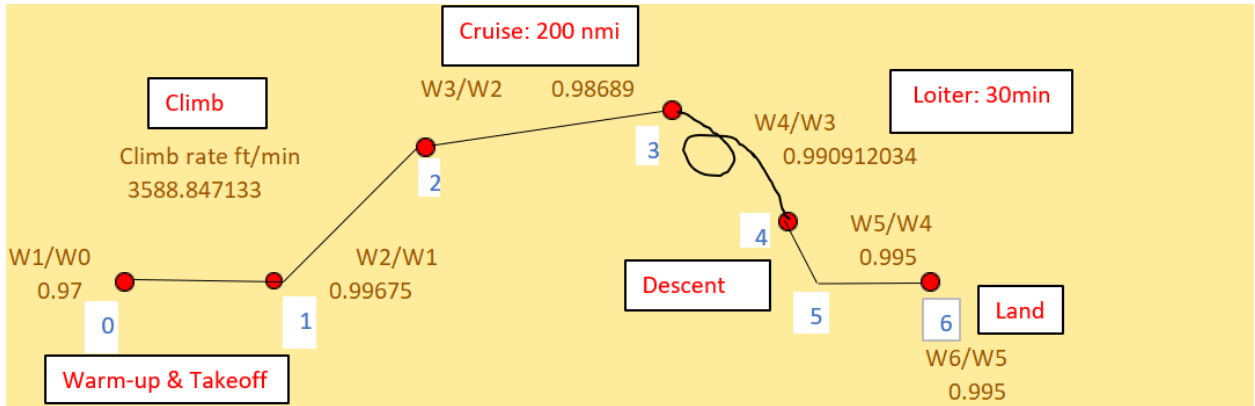 Cruise: 200 nmi
Climb
W3/W2 0.98689
Loiter: 30min
W4/W3
0.990912034
Climb rate ft/min
3588.847133
3
2
W1/W0
0.97
W2/W1
0.99675
4
W5/W4
0.995
Descent
0
1
5
6
Land
Warm-up & Takeoff
W6/W5
0.995